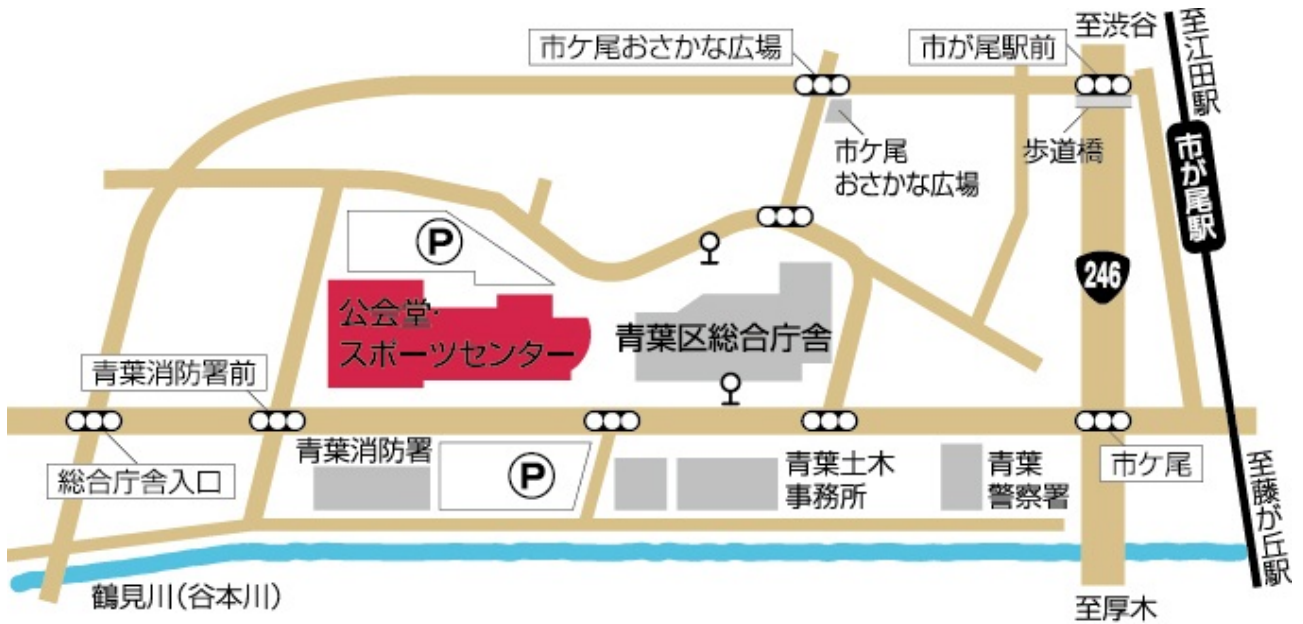 至渋谷
至江田駅
市ケ尾おさかな広場
市が尾駅前
市ケ尾
おさかな広場
歩道橋
市が尾駅
P
246
公会堂・
スポーツセンター
青葉区総合庁舎
青葉消防署前
青葉消防署
総合庁舎入口
P
青葉土木
事務所
青葉
警察署
市ケ尾
至藤が丘駅
鶴見川(谷本川)
至厚木